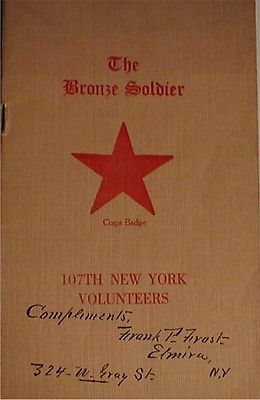 The
Bronze Soldier
Corps Badge
107TH NEW YORK
VOLUNTEERS
Compliments,
Frank P. Frost
Elmira,
324 - W. Gray St. N.Y